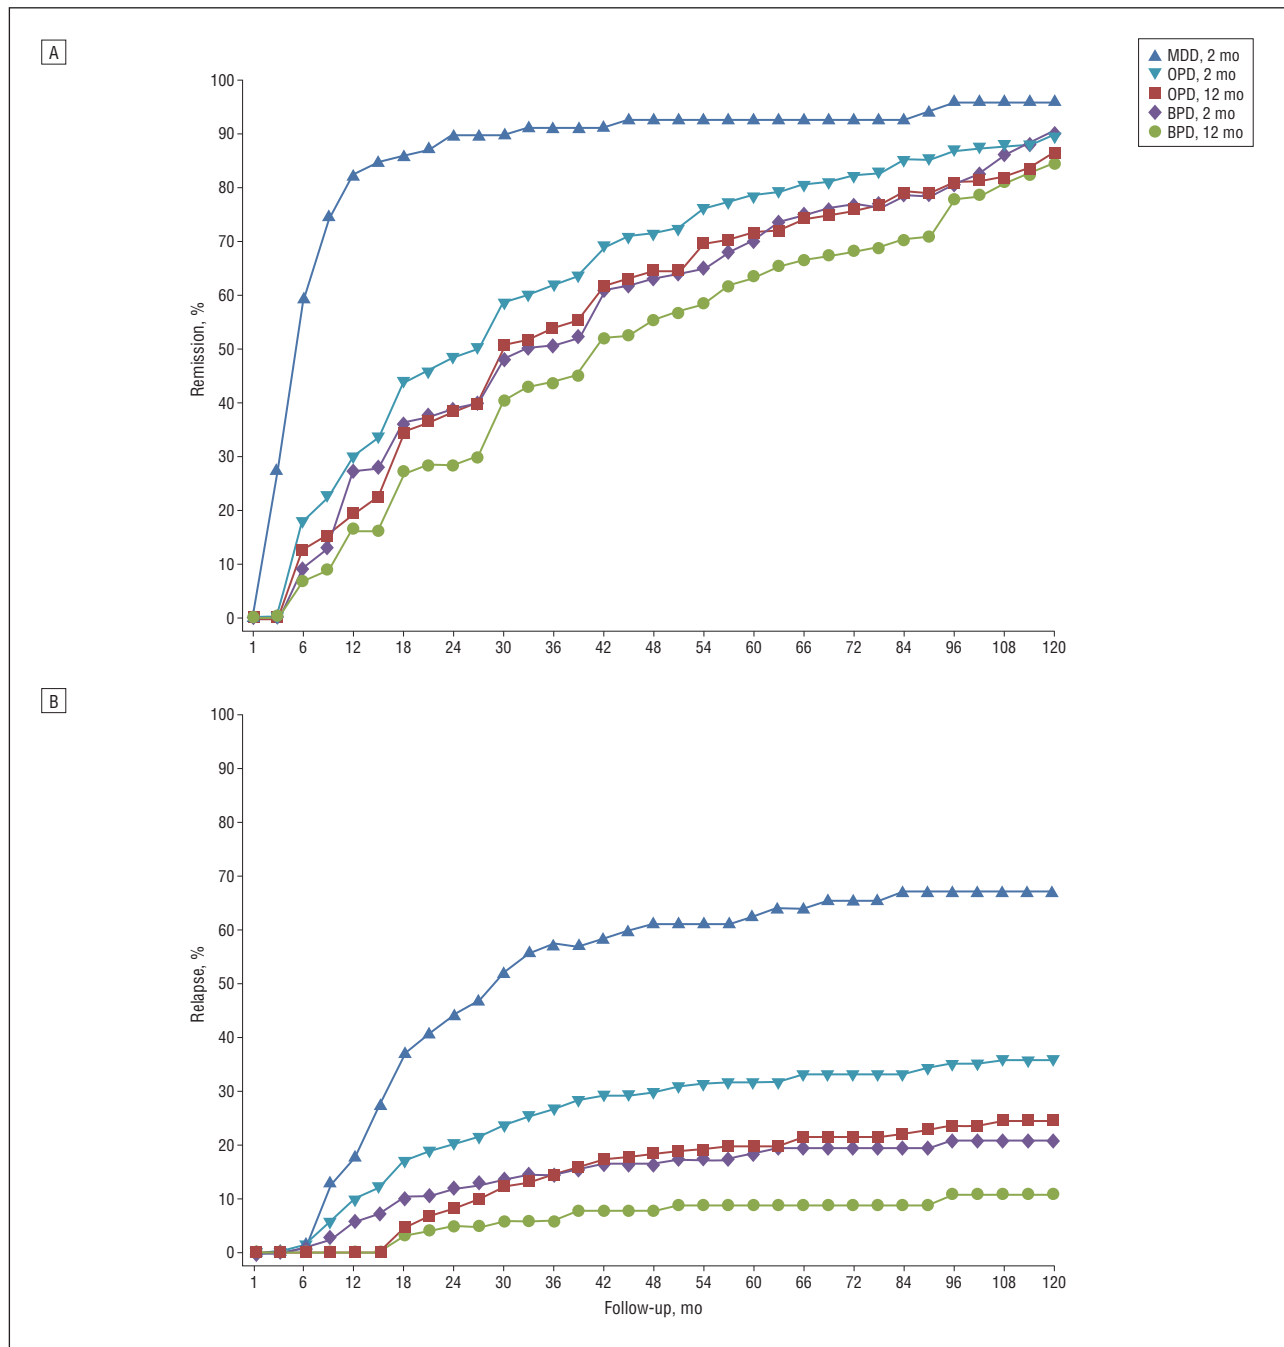 A
MDD, 2 mo
OPD, 2 mo
OPD, 12 mo
BPD, 2 mo
BPD, 12 mo
100
90
80
70
60
50
40
30
20
10
0
Remission, %
1 6 12 18 24 30 36 42 48 54 60 66 72 84 96 108 120
B
100
90
80
70
60
50
40
30
20
10
0
Relapse, %
1 6 12 18 24 30 36 42 48 54 60 66 72 84 96 108 120
Follow-up, mo